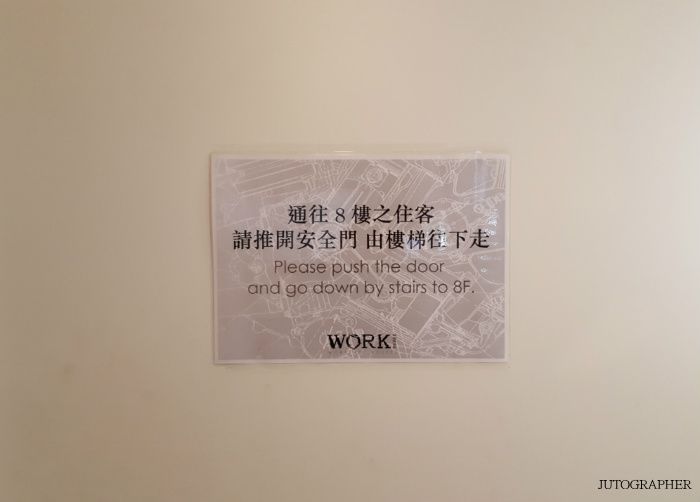 通往 8 樓之住客
請推開安全門 由樓梯往下走
Please push the door
and go down by stairs to 8F.
WORK
JUTOGRAPHER